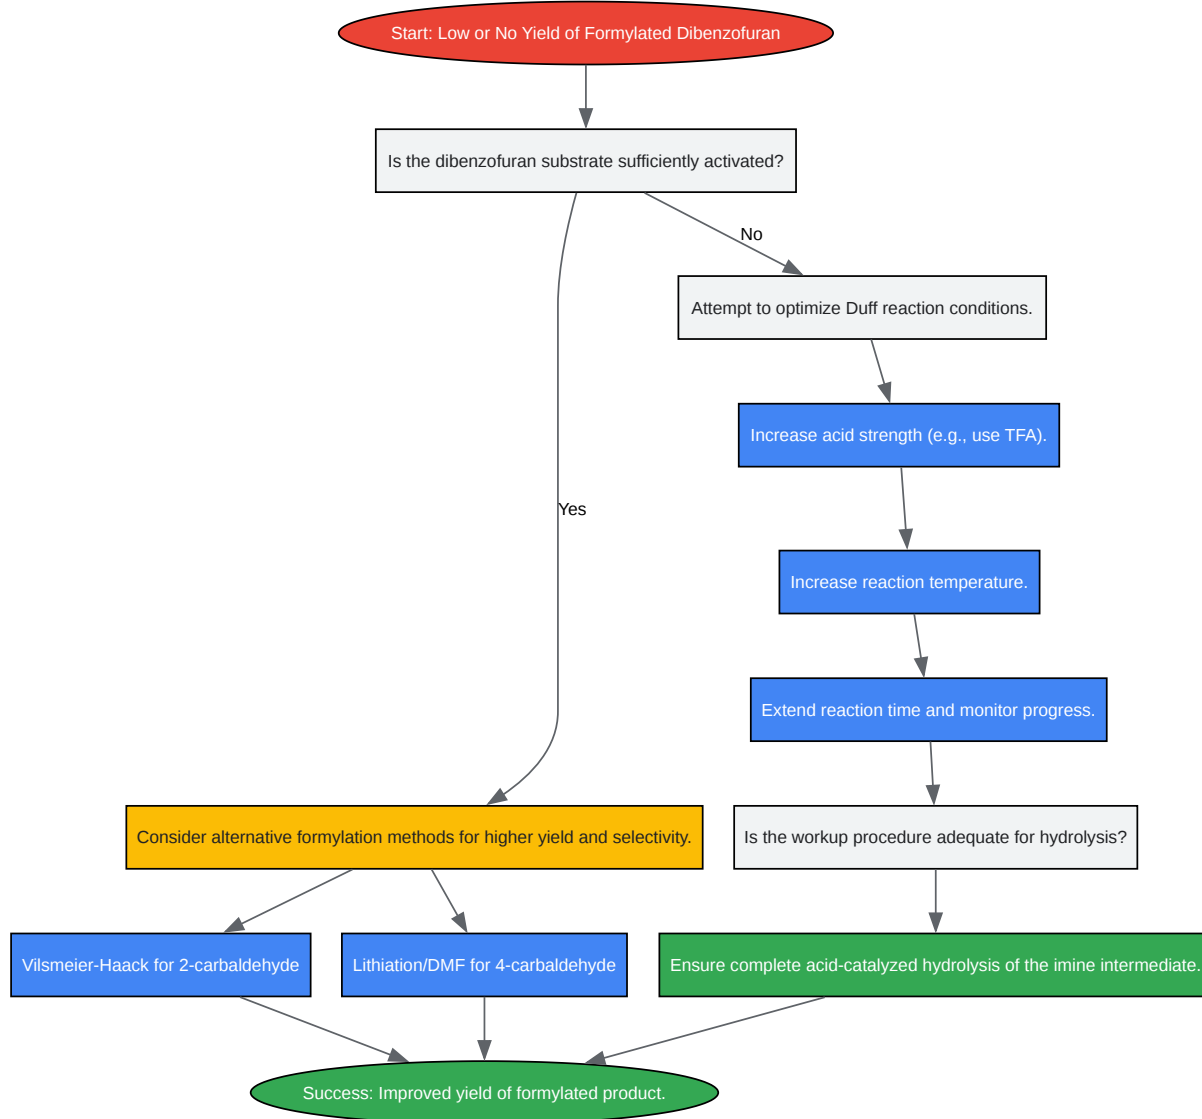 Start: Low or No Yield of Formylated Dibenzofuran
Is the dibenzofuran substrate sufficiently activated?
No
Attempt to optimize Duff reaction conditions.
Increase acid strength (e.g., use TFA).
Yes
Increase reaction temperature.
Extend reaction time and monitor progress.
Consider alternative formylation methods for higher yield and selectivity.
Is the workup procedure adequate for hydrolysis?
Vilsmeier-Haack for 2-carbaldehyde
Lithiation/DMF for 4-carbaldehyde
Ensure complete acid-catalyzed hydrolysis of the imine intermediate.
Success: Improved yield of formylated product.